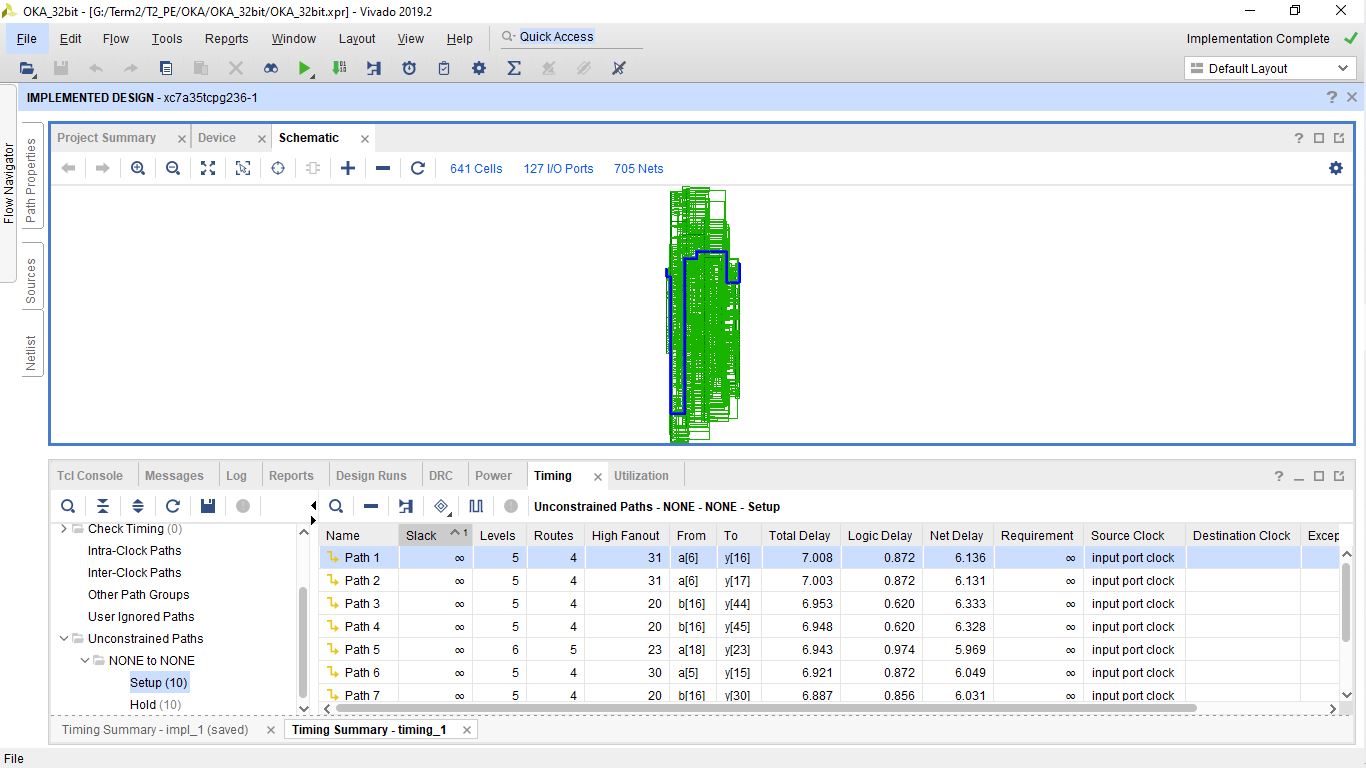 OKA_32bit - [G:/Term2/T2_PE/OKA/OKA_32bit/OKA_32bit.xpr] - Vivado 2019.2
File Edit Flow Tools Reports Window Layout View Help Quick Access Implementation Complete
Default Layout
IMPLEMENTED DESIGN - xc7a35tcpg236-1
Flow Navigator
Path Properties
Sources
Netlist
Project Summary Device Schematic
641 Cells 127 I/O Ports 705 Nets
Tcl Console Messages Log Reports Design Runs DRC Power Timing Utilization
Unconstrained Paths - NONE - NONE - Setup
Check Timing (0)
Intra-Clock Paths
Inter-Clock Paths
Other Path Groups
User Ignored Paths
Unconstrained Paths
NONE to NONE
Setup (10)
Hold (10)
Name Slack ^1 Levels Routes High Fanout From To Total Delay Logic Delay Net Delay Requirement Source Clock Destination Clock Excep
Path 1 ∞ 5 4 31 a[6] y[16] 7.008 0.872 6.136 ∞ input port clock
Path 2 ∞ 5 4 31 a[6] y[17] 7.003 0.872 6.131 ∞ input port clock
Path 3 ∞ 5 4 20 b[16] y[44] 6.953 0.620 6.333 ∞ input port clock
Path 4 ∞ 5 4 20 b[16] y[45] 6.948 0.620 6.328 ∞ input port clock
Path 5 ∞ 6 5 23 a[18] y[23] 6.943 0.974 5.969 ∞ input port clock
Path 6 ∞ 5 4 30 a[5] y[15] 6.921 0.872 6.049 ∞ input port clock
Path 7 ∞ 5 4 20 b[16] y[30] 6.887 0.856 6.031 ∞ input port clock
Timing Summary - impl_1 (saved) Timing Summary - timing_1
File